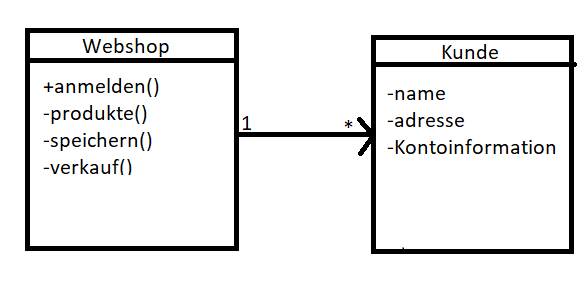 Webshop
+anmelden()
-produkte()
-speichern()
-verkauf()
1
*
Kunde
-name
-adresse
-Kontoinformation